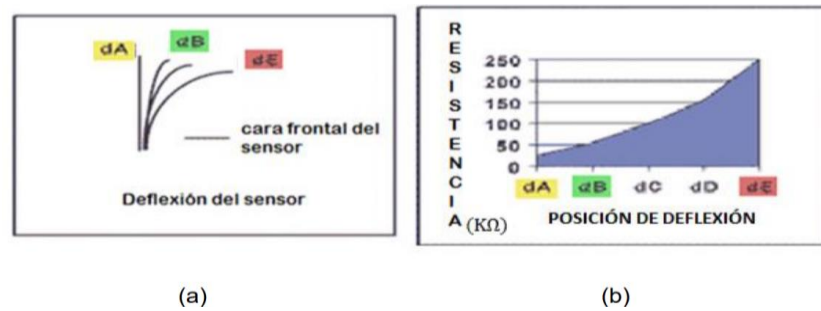 dA
dB
dE
cara frontal del
sensor
Deflexión del sensor
(a)
RESISTENCIA
(KΩ)
250
200
150
100
50
0
dA
dB
dC
dD
dE
POSICIÓN DE DEFLEXIÓN
(b)